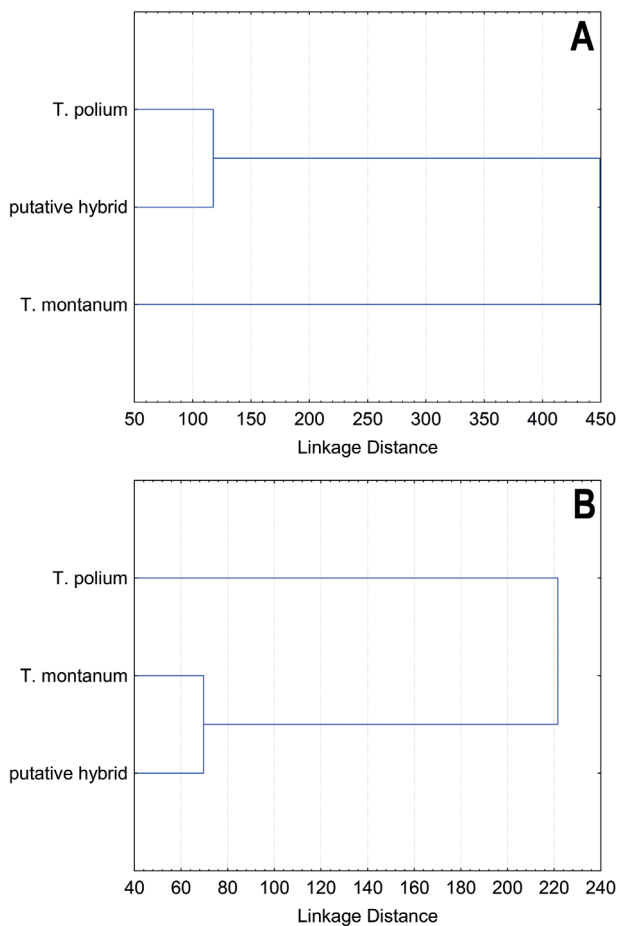 A
T. polium
putative hybrid
T. montanum
50 100 150 200 250 300 350 400 450
Linkage Distance
B
T. polium
T. montanum
putative hybrid
40 60 80 100 120 140 160 180 200 220 240
Linkage Distance